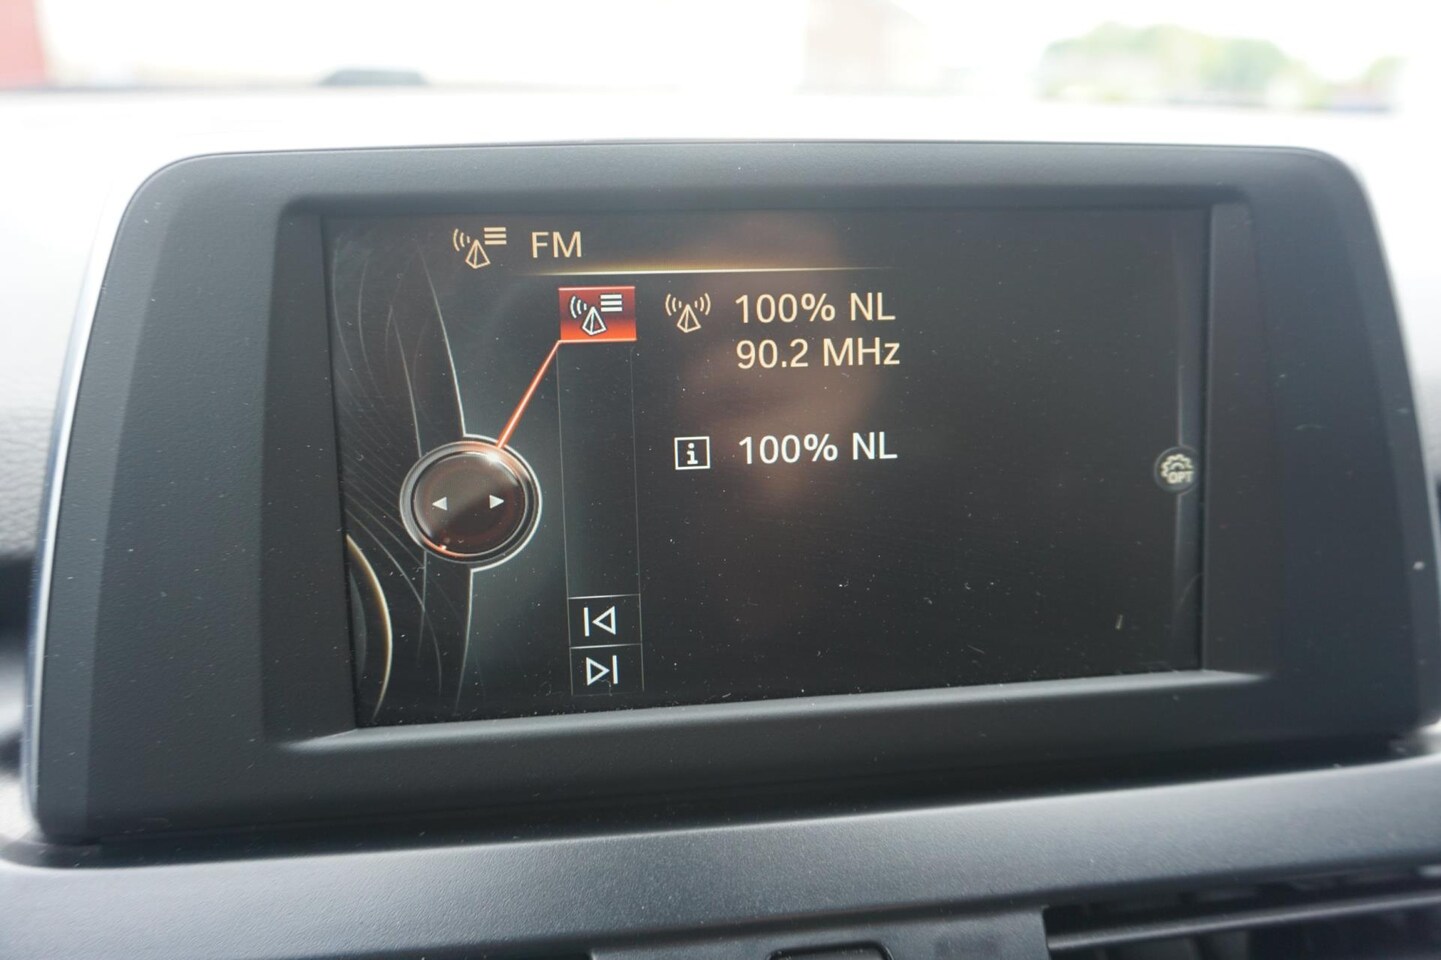 FM
100% NL
90.2 MHz
i 100% NL
OPT